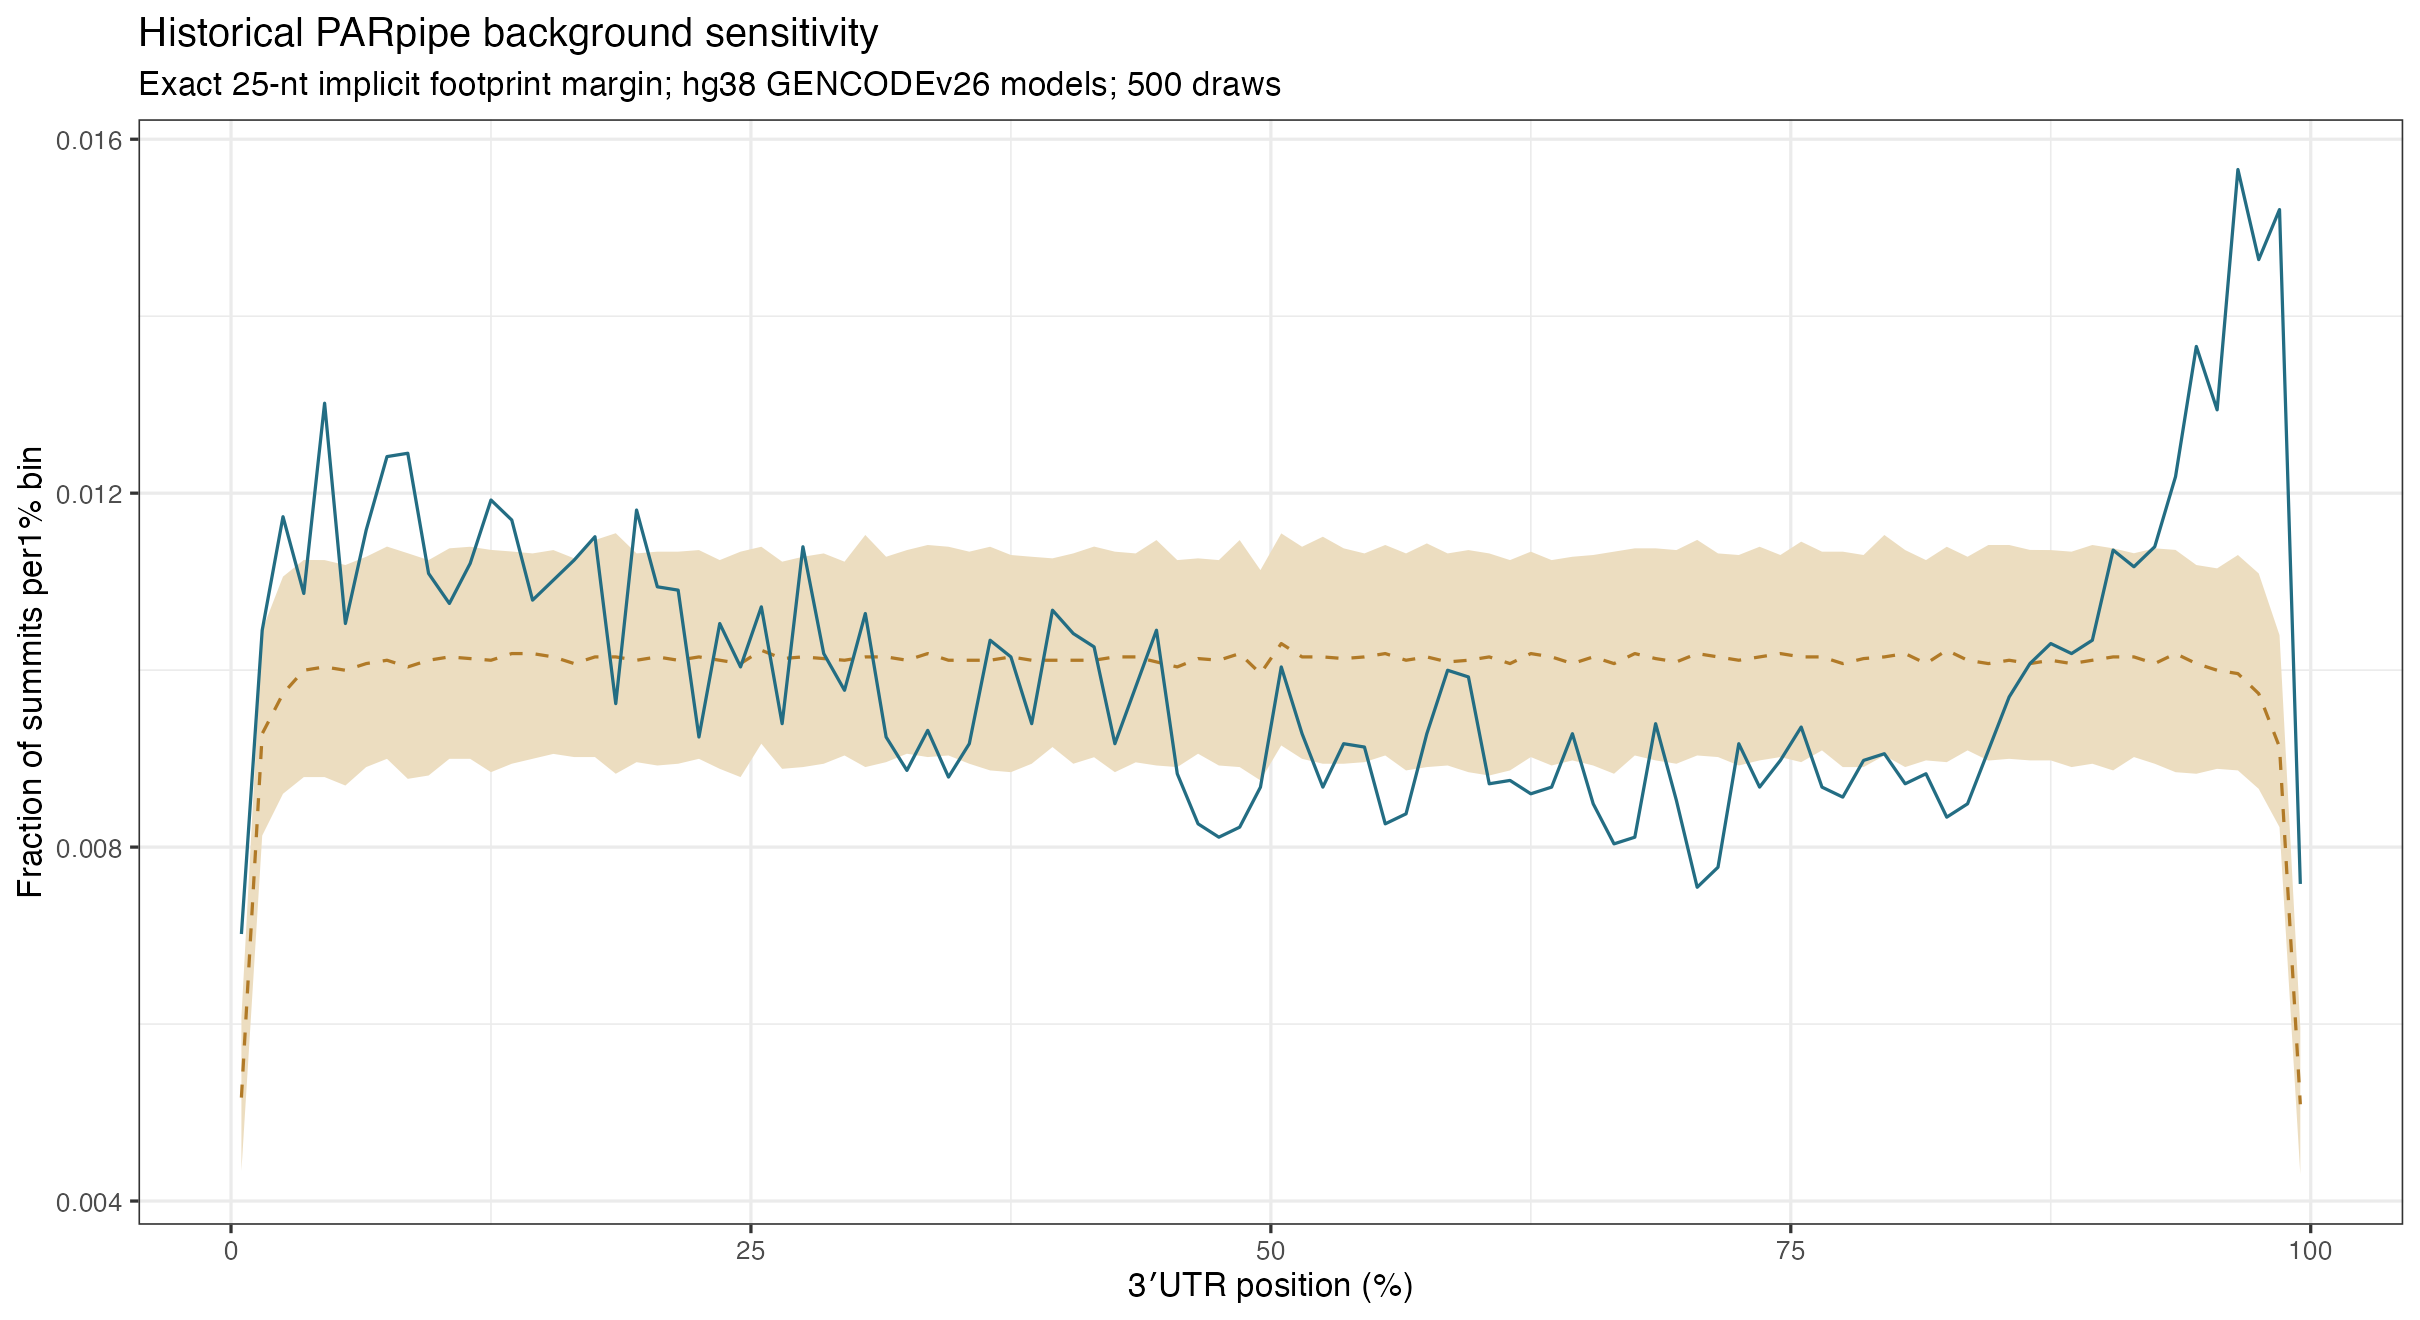 Historical PARpipe background sensitivity
Exact 25-nt implicit footprint margin; hg38 GENCODEv26 models; 500 draws
Fraction of summits per1% bin
0.016
0.012
0.008
0.004
0 25 50 75 100
3′UTR position (%)